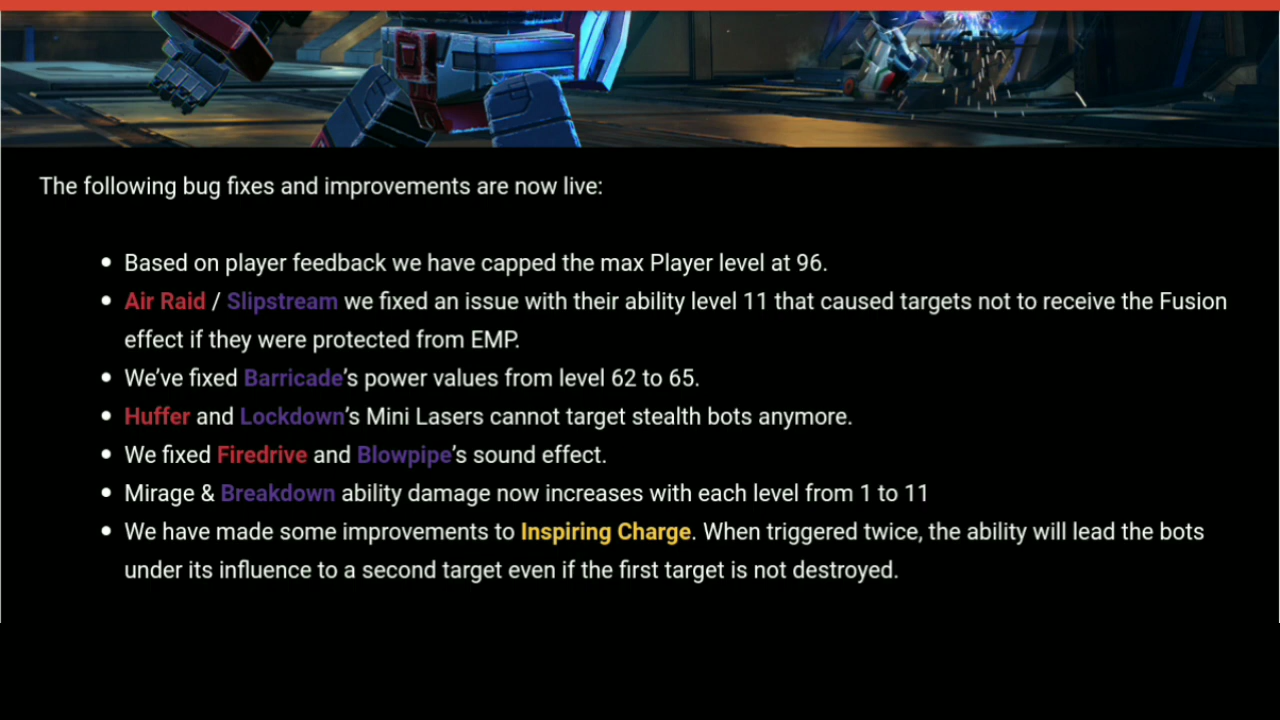 The following bug fixes and improvements are now live:
• Based on player feedback we have capped the max Player level at 96.
• Air Raid / Slipstream we fixed an issue with their ability level 11 that caused targets not to receive the Fusion
effect if they were protected from EMP.
• We’ve fixed Barricade’s power values from level 62 to 65.
• Huffer and Lockdown’s Mini Lasers cannot target stealth bots anymore.
• We fixed Firedrive and Blowpipe’s sound effect.
• Mirage & Breakdown ability damage now increases with each level from 1 to 11
• We have made some improvements to Inspiring Charge. When triggered twice, the ability will lead the bots
under its influence to a second target even if the first target is not destroyed.